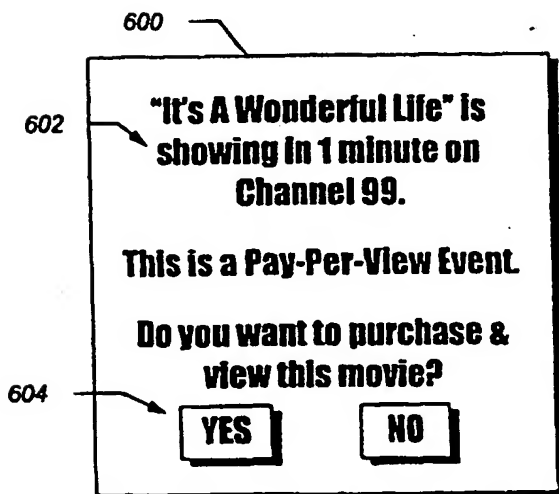 600
602
"It's A Wonderful Life" is
showing in 1 minute on
Channel 99.
This is a Pay-Per-View Event.
Do you want to purchase &
view this movie?
604
YES NO